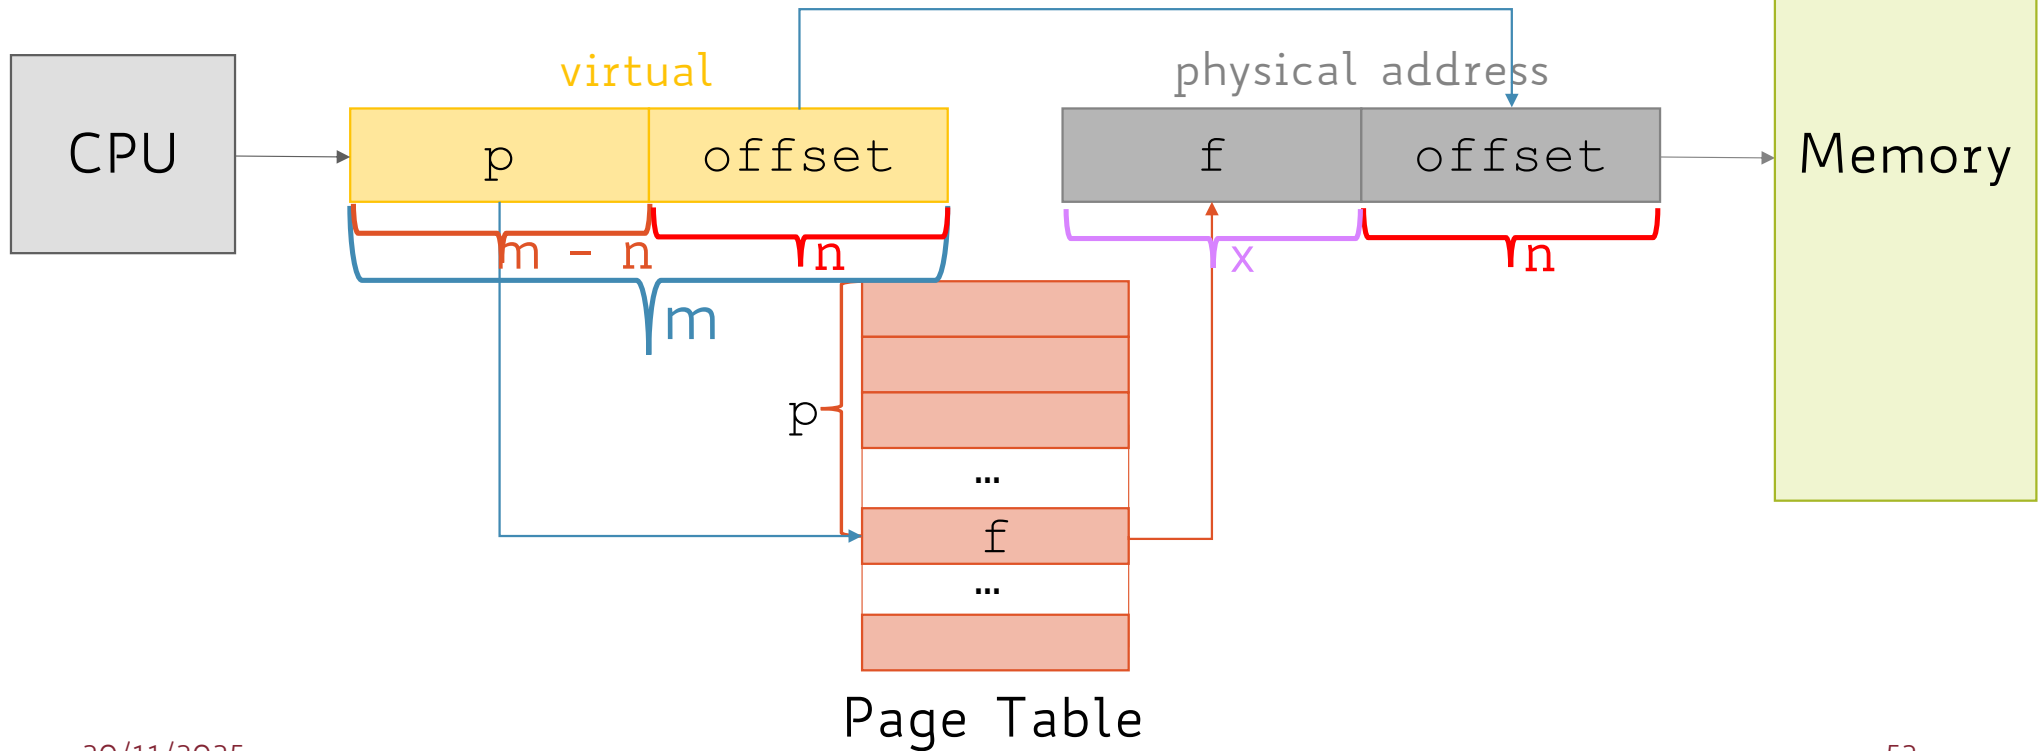 virtual
physical address
CPU
p
offset
f
offset
Memory
m - n
n
x
n
m
p
…
f
…
Page Table